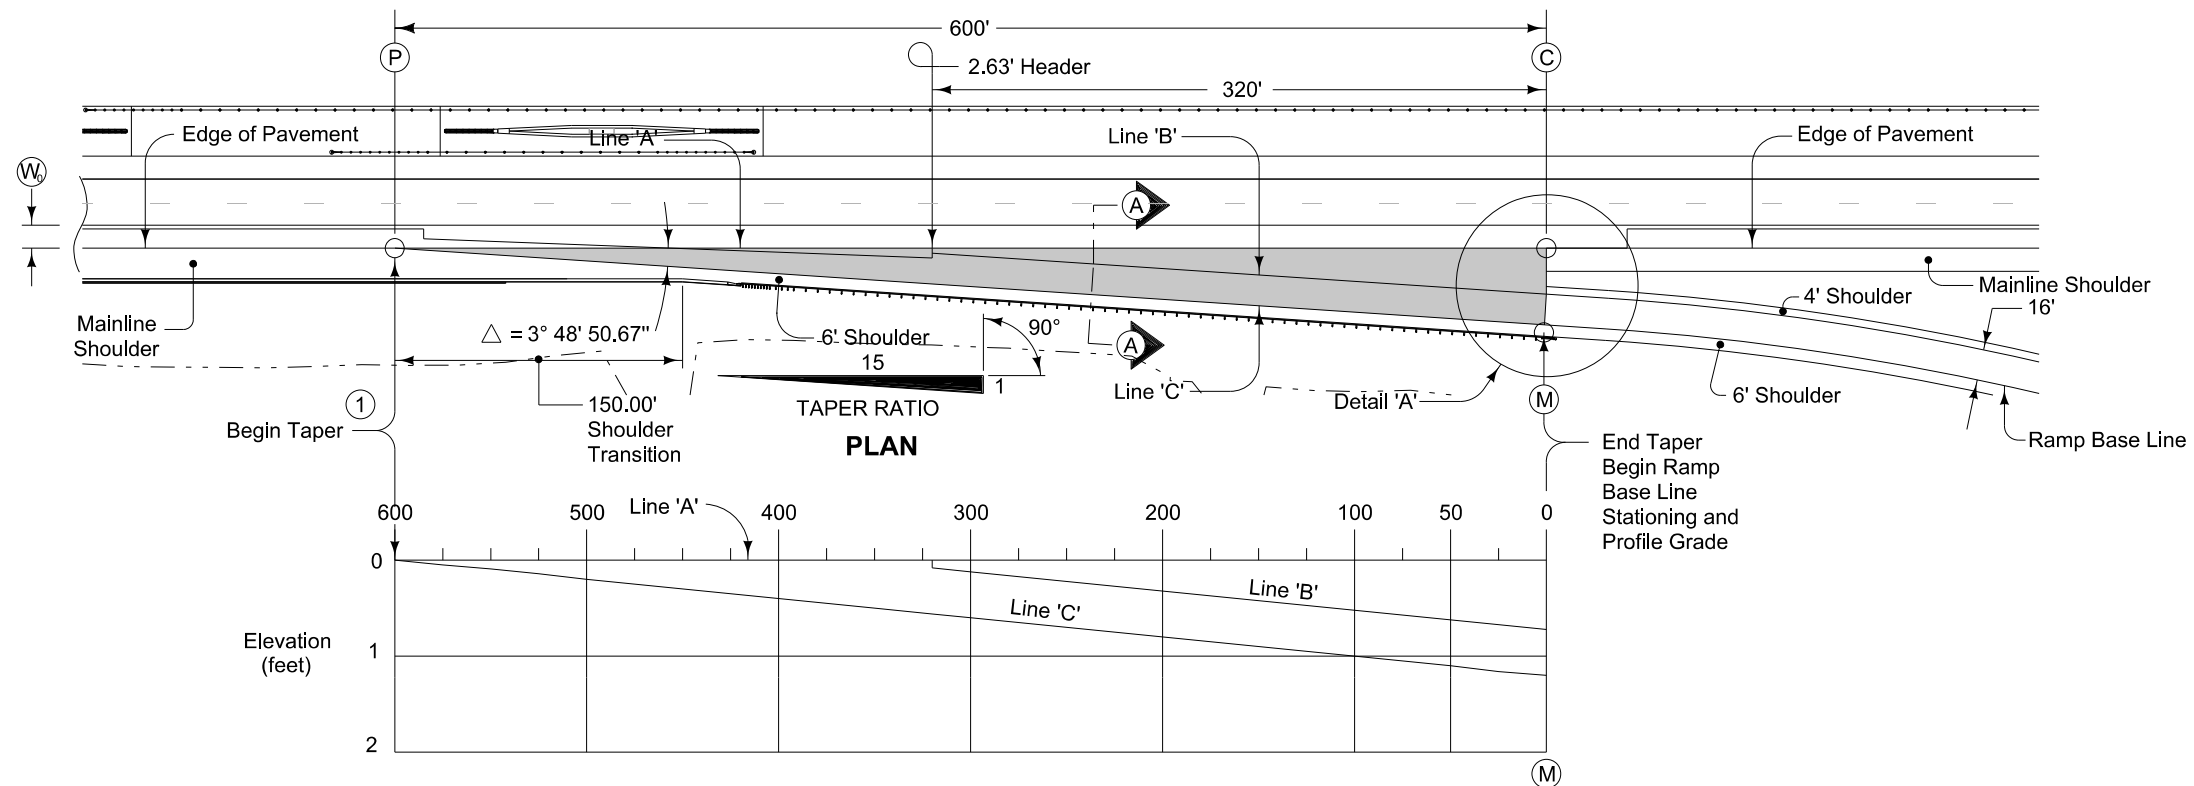 600'
P
C
2.63' Header
320'
Edge of Pavement
Line 'A'
Line 'B'
Edge of Pavement
W₀
A
Mainline Shoulder
4' Shoulder
16'
Mainline
Shoulder
△ = 3° 48' 50.67"
6' Shoulder
90°
A
15
1
Line 'C'
Detail 'A'
M
6' Shoulder
1
Begin Taper
150.00'
Shoulder
Transition
TAPER RATIO
PLAN
End Taper
Begin Ramp
Base Line
Stationing and
Profile Grade
Ramp Base Line
Line 'A'
600
500
400
300
200
100
50
0
0
Line 'B'
Line 'C'
Elevation
(feet)
1
2
M